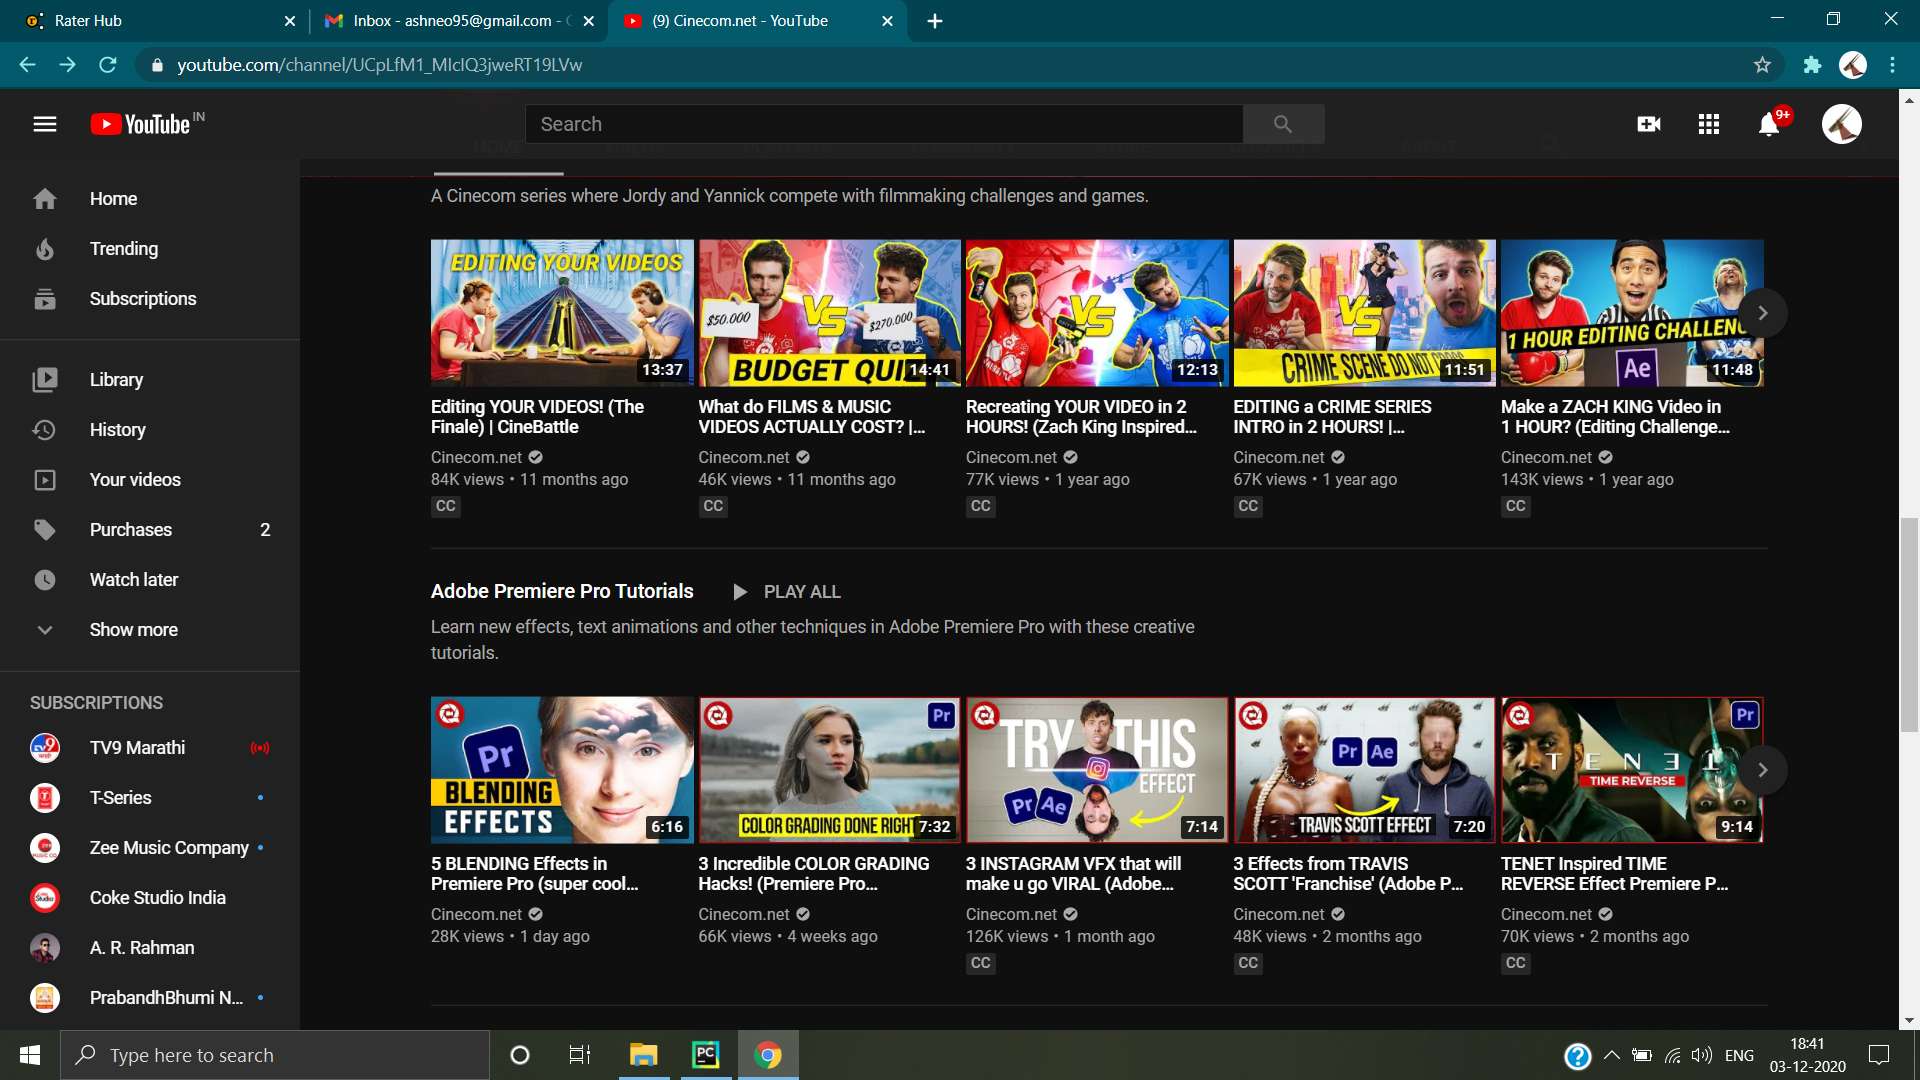 Rater Hub
Inbox - ashneo95@gmail.com -
(9) Cinecom.net - YouTube
youtube.com/channel/UCpLfM1_MIclQ3jweRT19LVw
YouTube IN
Search
9+
Home
Trending
Subscriptions
Library
History
Your videos
Purchases 2
Watch later
Show more
SUBSCRIPTIONS
TV9 Marathi
T-Series
Zee Music Company
Coke Studio India
A. R. Rahman
PrabandhBhumi N...
A Cinecom series where Jordy and Yannick compete with filmmaking challenges and games.
EDITING YOUR VIDEOS
13:37
$50.000
VS
$270.000
BUDGET QUI
14:41
VS
12:13
VS
CRIME SCENE DO NOT
11:51
1 HOUR EDITING CHALLENG
Ae
11:48
Editing YOUR VIDEOS! (The
Finale) | CineBattle
Cinecom.net
84K views • 11 months ago
CC
What do FILMS & MUSIC
VIDEOS ACTUALLY COST? |...
Cinecom.net
46K views • 11 months ago
CC
Recreating YOUR VIDEO in 2
HOURS! (Zach King Inspired...
Cinecom.net
77K views • 1 year ago
CC
EDITING a CRIME SERIES
INTRO in 2 HOURS! |...
Cinecom.net
67K views • 1 year ago
CC
Make a ZACH KING Video in
1 HOUR? (Editing Challenge...
Cinecom.net
143K views • 1 year ago
CC
Adobe Premiere Pro Tutorials
PLAY ALL
Learn new effects, text animations and other techniques in Adobe Premiere Pro with these creative
tutorials.
Pr
BLENDING
EFFECTS
6:16
Pr
COLOR GRADING DONE RIGHT
7:32
TRY THIS
EFFECT
Pr Ae
7:14
Pr Ae
TRAVIS SCOTT EFFECT
7:20
Pr
TENET
TIME REVERSE
9:14
5 BLENDING Effects in
Premiere Pro (super cool...
Cinecom.net
28K views • 1 day ago
3 Incredible COLOR GRADING
Hacks! (Premiere Pro...
Cinecom.net
66K views • 4 weeks ago
3 INSTAGRAM VFX that will
make u go VIRAL (Adobe...
Cinecom.net
126K views • 1 month ago
CC
3 Effects from TRAVIS
SCOTT 'Franchise' (Adobe P...
Cinecom.net
48K views • 2 months ago
CC
TENET Inspired TIME
REVERSE Effect Premiere P...
Cinecom.net
70K views • 2 months ago
CC
Type here to search
PC
ENG
18:41
03-12-2020